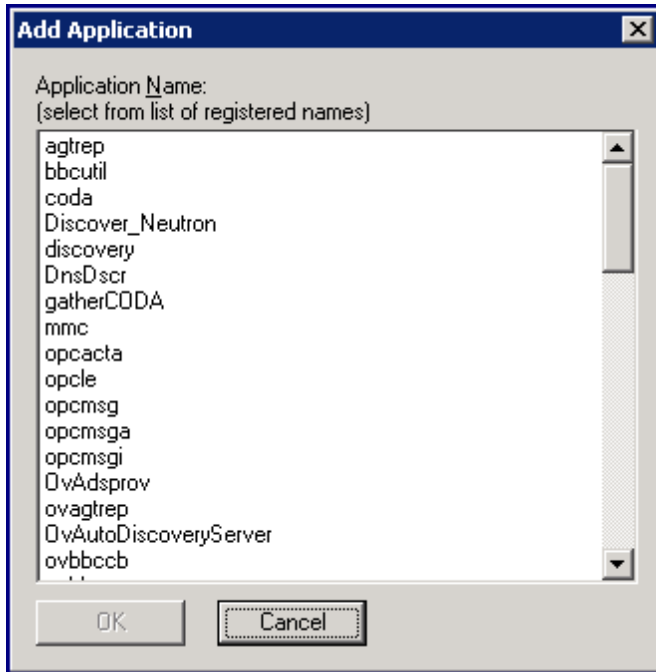 Add Application
Application Name:
(select from list of registered names)
agtrep
bbcutil
coda
Discover_Neutron
discovery
DnsDscr
gatherCODA
mmc
opcacta
opcle
opcmsg
opcmsga
opcmsgi
OvAdsprov
ovagtrep
OvAutoDiscoveryServer
ovbbccb
OK
Cancel